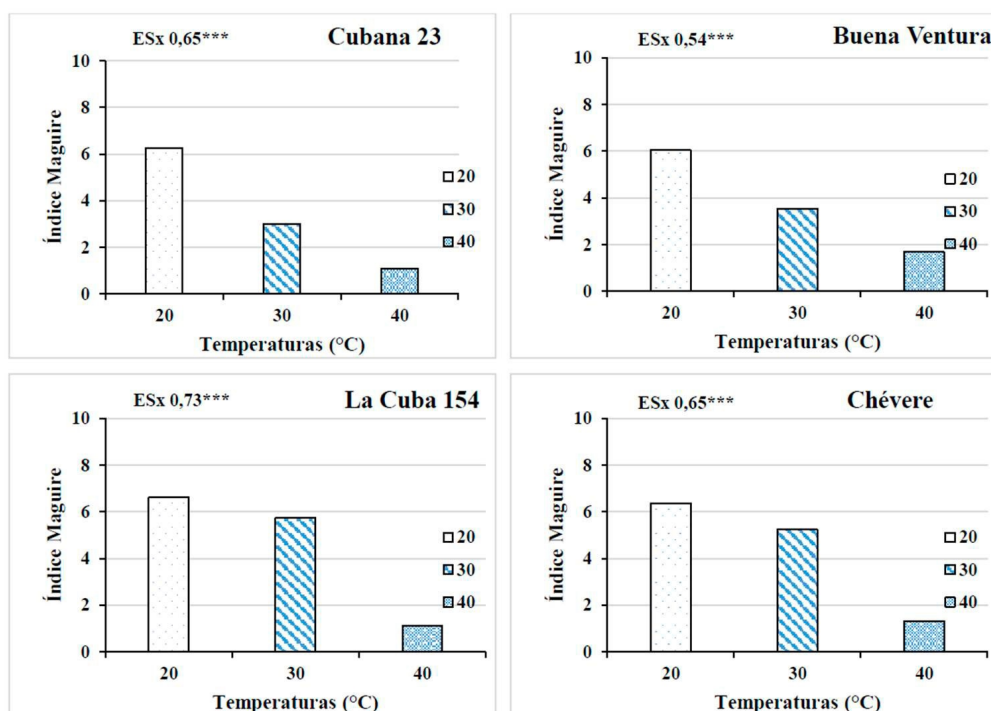 ESx 0,65*** Cubana 23
Índice Maguire
10
8
6
4
2
0
20 30 40
Temperaturas (°C)
20
30
40
ESx 0,54*** Buena Ventura
Índice Maguire
10
8
6
4
2
0
20 30 40
Temperaturas (°C)
20
30
40
ESx 0,73*** La Cuba 154
Índice Maguire
10
8
6
4
2
0
20 30 40
Temperaturas (°C)
20
30
40
ESx 0,65*** Chévere
Índice Maguire
10
8
6
4
2
0
20 30 40
Temperaturas (°C)
20
30
40